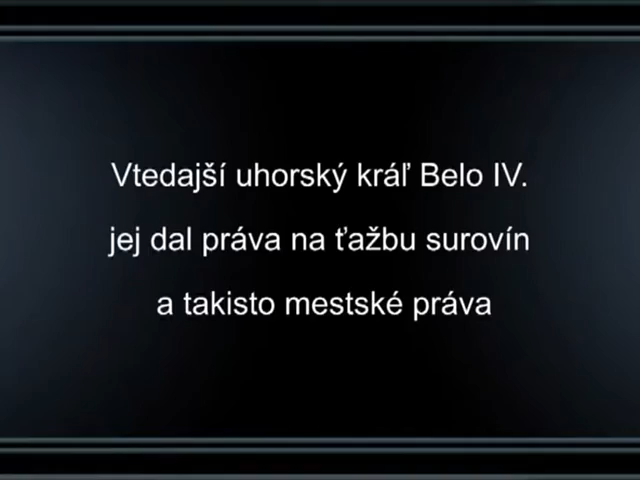 Vtedajší uhorský kráľ Belo IV.
jej dal práva na ťažbu surovín
a takisto mestské práva